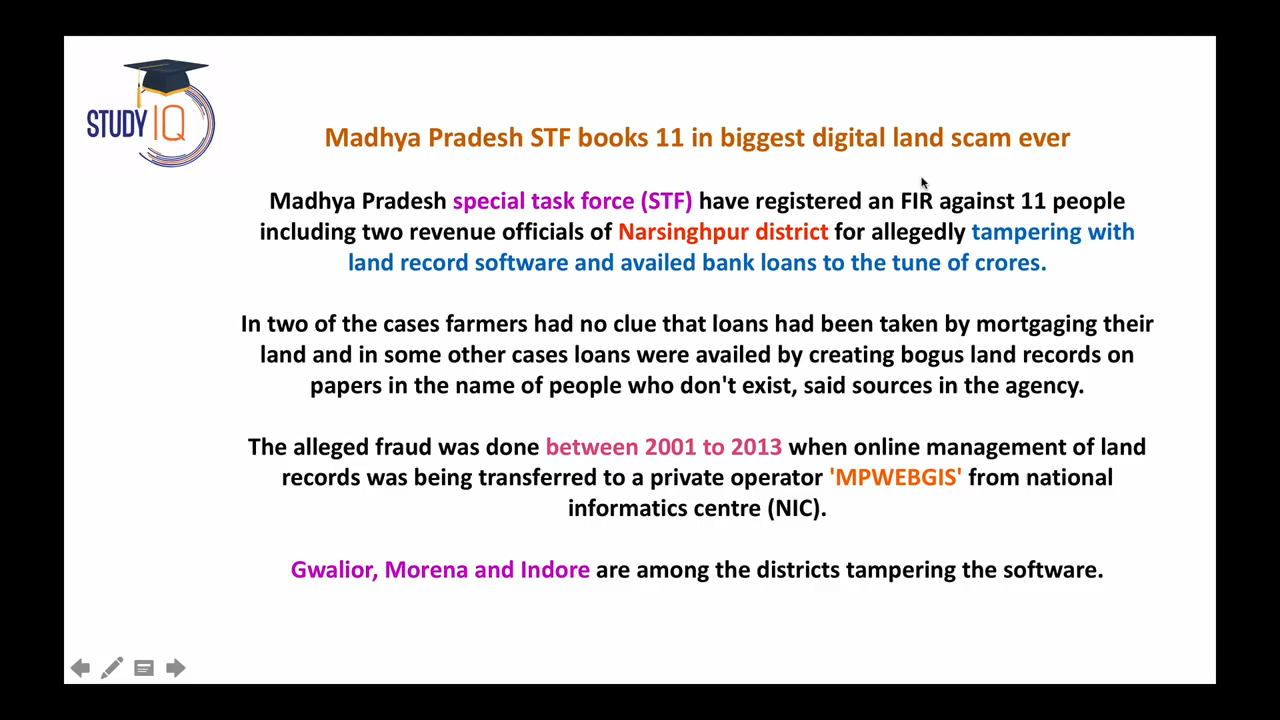 STUDY IQ
Madhya Pradesh STF books 11 in biggest digital land scam ever
Madhya Pradesh special task force (STF) have registered an FIR against 11 people
including two revenue officials of Narsinghpur district for allegedly tampering with
land record software and availed bank loans to the tune of crores.
In two of the cases farmers had no clue that loans had been taken by mortgaging their
land and in some other cases loans were availed by creating bogus land records on
papers in the name of people who don't exist, said sources in the agency.
The alleged fraud was done between 2001 to 2013 when online management of land
records was being transferred to a private operator 'MPWEBGIS' from national
informatics centre (NIC).
Gwalior, Morena and Indore are among the districts tampering the software.